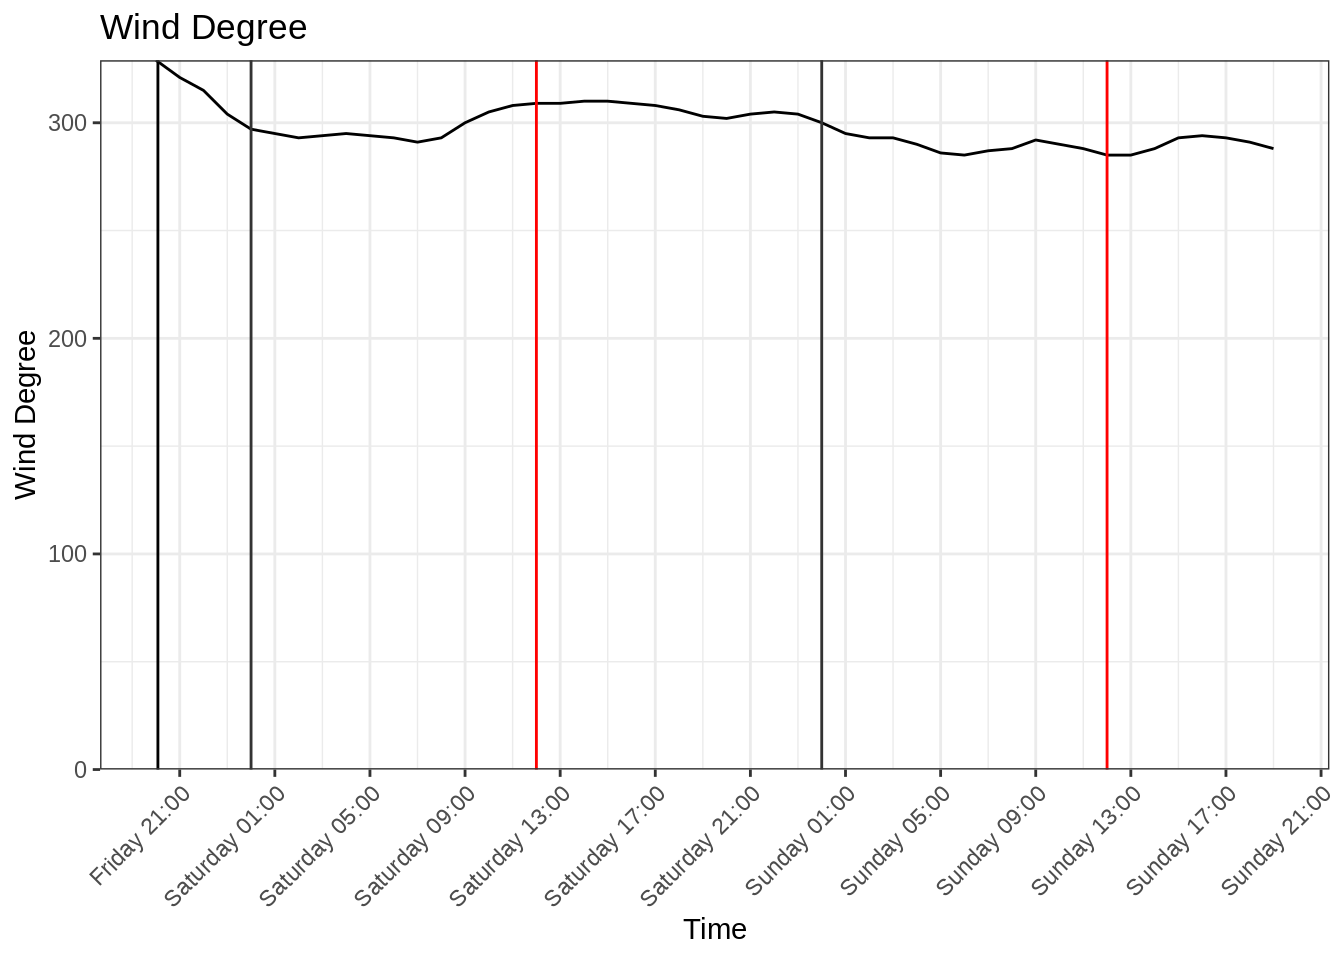 Wind Degree
Wind Degree
300
200
100
0
Friday 21:00
Saturday 01:00
Saturday 05:00
Saturday 09:00
Saturday 13:00
Saturday 17:00
Saturday 21:00
Sunday 01:00
Sunday 05:00
Sunday 09:00
Sunday 13:00
Sunday 17:00
Sunday 21:00
Time